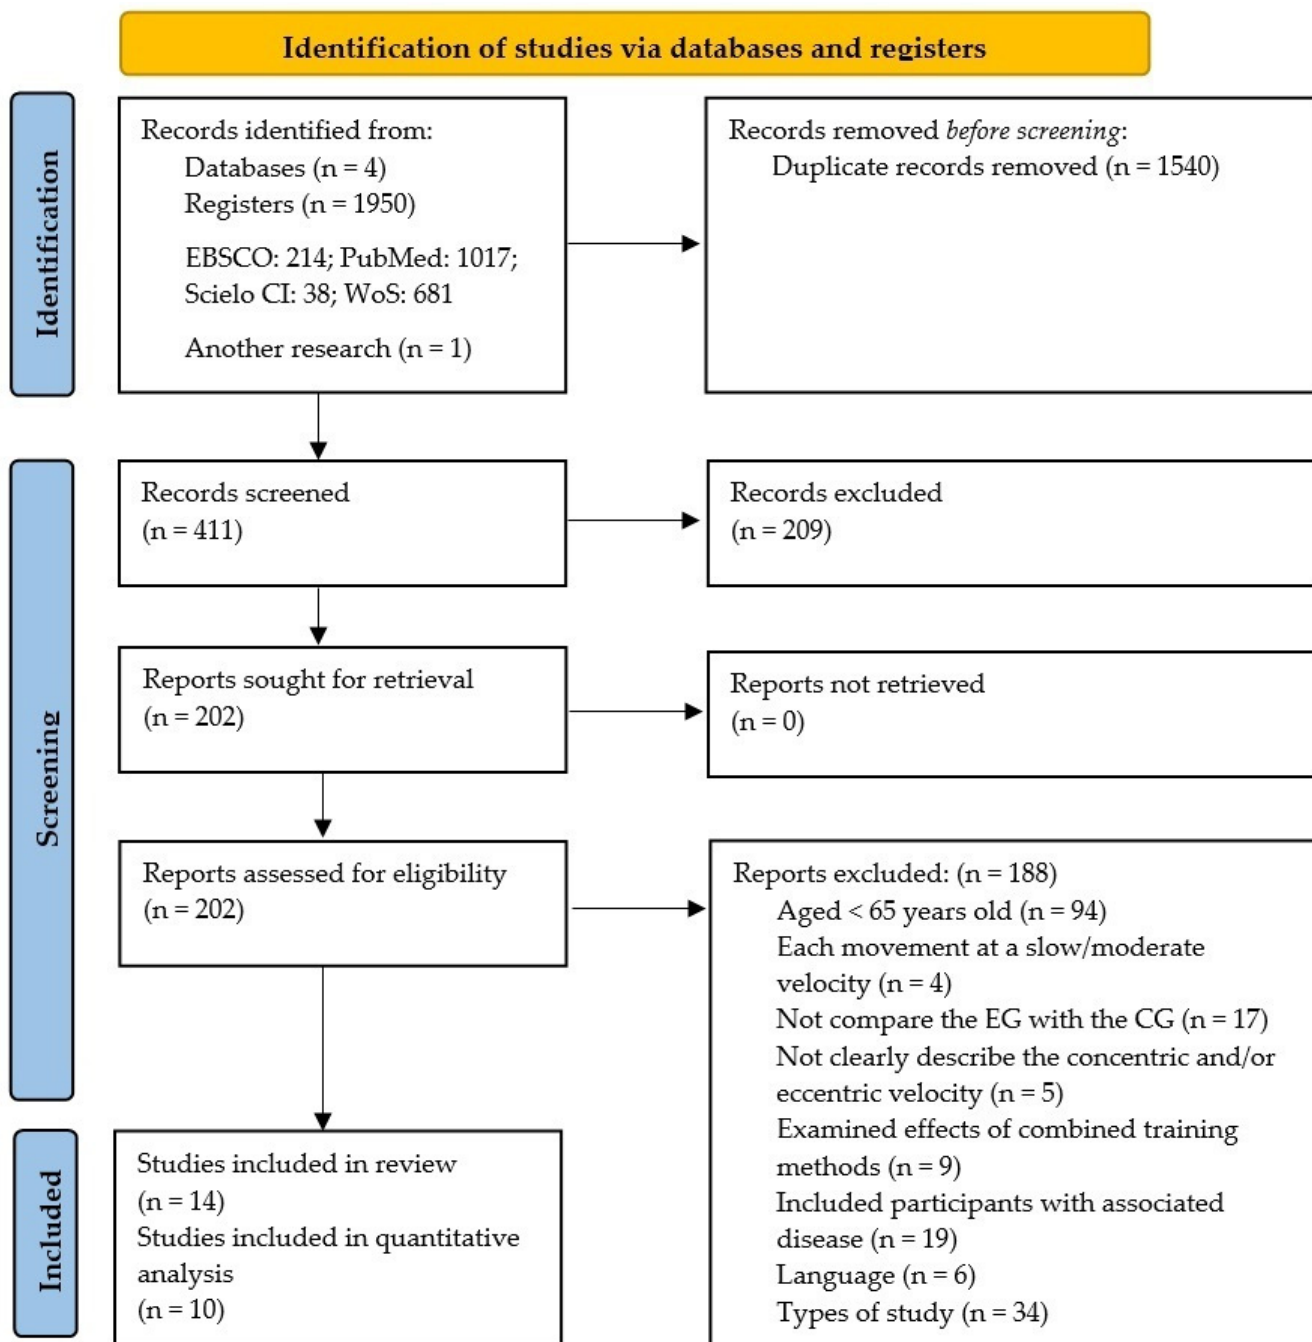 Identification of studies via databases and registers
Identification
Records identified from:
Databases (n = 4)
Registers (n = 1950)
EBSCO: 214; PubMed: 1017;
Scielo CI: 38; WoS: 681
Another research (n = 1)
Records removed before screening:
Duplicate records removed (n = 1540)
Screening
Records screened
(n = 411)
Records excluded
(n = 209)
Reports sought for retrieval
(n = 202)
Reports not retrieved
(n = 0)
Reports assessed for eligibility
(n = 202)
Reports excluded: (n = 188)
Aged < 65 years old (n = 94)
Each movement at a slow/moderate
velocity (n = 4)
Not compare the EG with the CG (n = 17)
Not clearly describe the concentric and/or
eccentric velocity (n = 5)
Examined effects of combined training
methods (n = 9)
Included participants with associated
disease (n = 19)
Language (n = 6)
Types of study (n = 34)
Included
Studies included in review
(n = 14)
Studies included in quantitative
analysis
(n = 10)